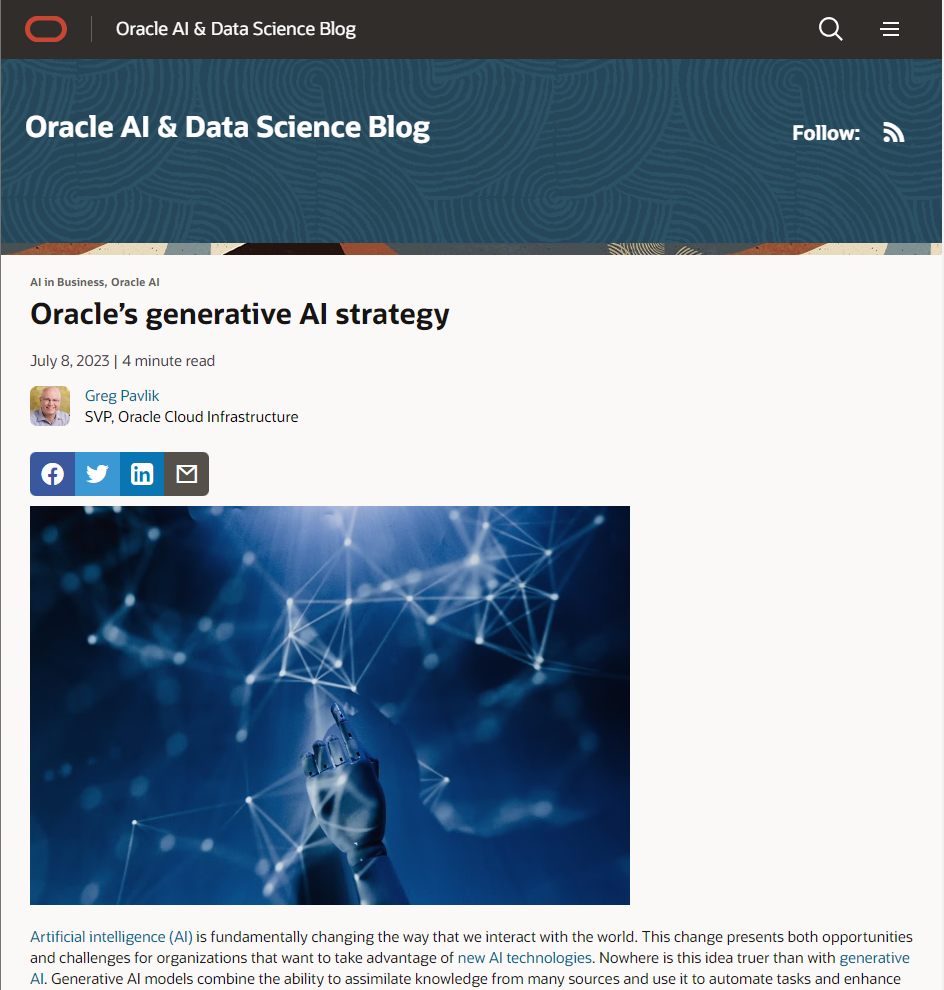 Oracle AI & Data Science Blog
Oracle AI & Data Science Blog
Follow:
AI in Business, Oracle AI
Oracle’s generative AI strategy
July 8, 2023 | 4 minute read
Greg Pavlik
SVP, Oracle Cloud Infrastructure
Artificial intelligence (AI) is fundamentally changing the way that we interact with the world. This change presents both opportunities
and challenges for organizations that want to take advantage of new AI technologies. Nowhere is this idea truer than with generative
AI. Generative AI models combine the ability to assimilate knowledge from many sources and use it to automate tasks and enhance